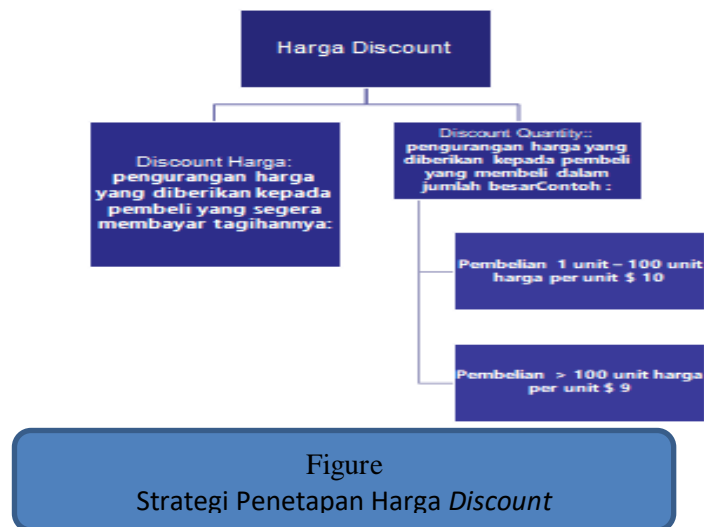 Harga Discount
Discount Harga:
pengurangan harga
yang diberikan kepada
pembeli yang segera
membayar tagihannya:
Discount Quantity::
pengurangan harga yang
diberikan kepada pembeli
yang membeli dalam
jumlah besarContoh :
Pembelian 1 unit – 100 unit
harga per unit $ 10
Pembelian > 100 unit harga
per unit $ 9
Figure
Strategi Penetapan Harga Discount